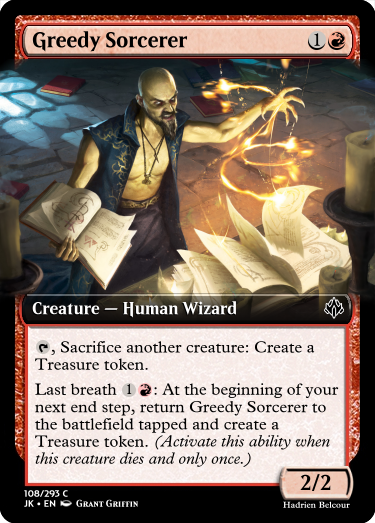 Greedy Sorcerer 1
Creature — Human Wizard
, Sacrifice another creature: Create a
Treasure token.
Last breath 1 : At the beginning of your
next end step, return Greedy Sorcerer to
the battlefield tapped and create a
Treasure token. (Activate this ability when
this creature dies and only once.)
2/2
108/293 C
JK • EN Grant Griffin
Hadrien Belcour